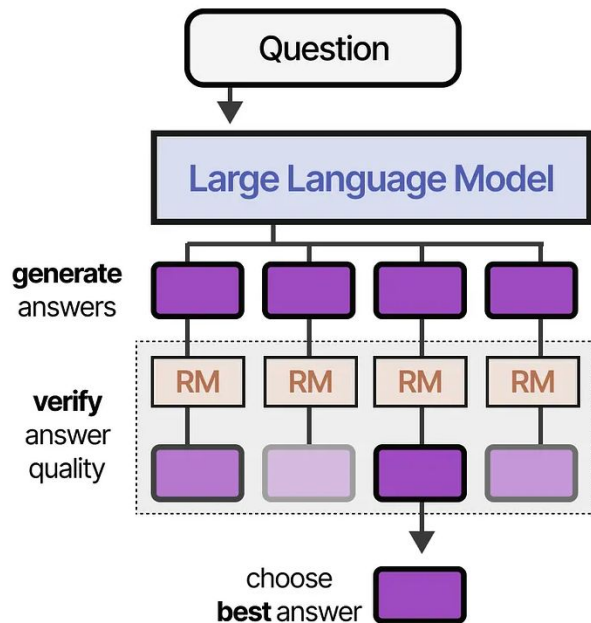 Question
Large Language Model
generate
answers
RM RM RM RM
verify
answer
quality
choose
best answer